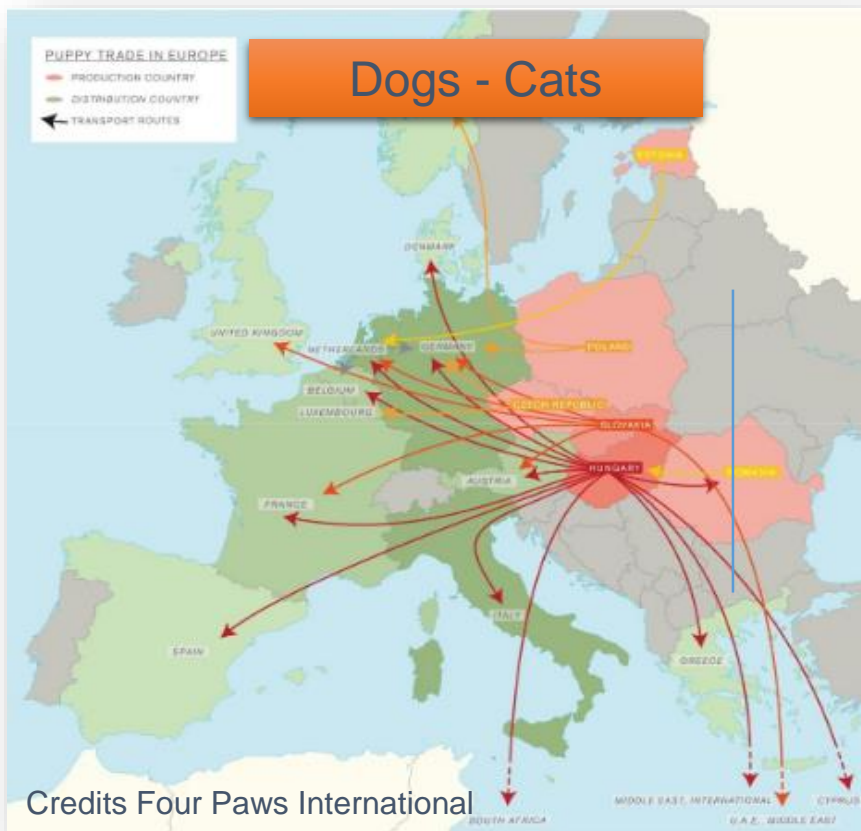 PUPPY TRADE IN EUROPE
PRODUCTION COUNTRY
DISTRIBUTION COUNTRY
TRANSPORT ROUTES
Dogs - Cats
ESTONIA
DENMARK
UNITED KINGDOM
NETHERLANDS
GERMANY
POLAND
BELGIUM
LUXEMBOURG
CZECH REPUBLIC
SLOVAKIA
HUNGARY
AUSTRIA
FRANCE
ITALY
SPAIN
GREECE
Credits Four Paws International
SOUTH AFRICA
MIDDLE EAST, INTERNATIONAL
U.A.E., MIDDLE EAST
CYPRUS